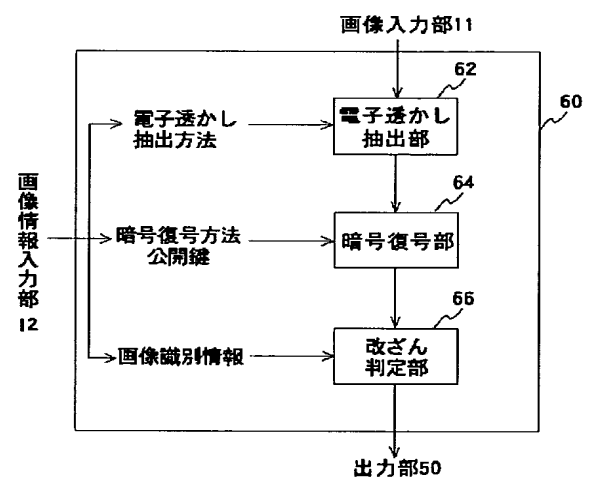 画像入力部11
62
60
電子透かし
抽出方法
電子透かし
抽出部
64
画像情報入力部
12
暗号復号方法
公開鍵
暗号復号部
66
画像識別情報
改ざん
判定部
出力部50